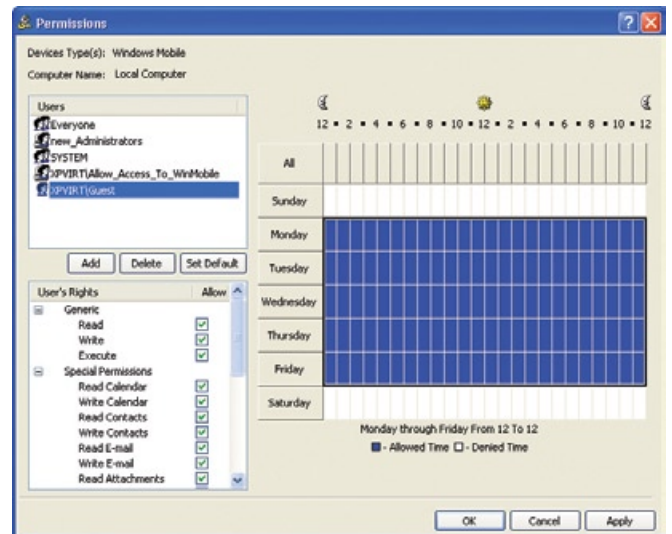 Permissions
Devices Type(s): Windows Mobile
Computer Name: Local Computer
Users
Everyone
new_Administrators
SYSTEM
XPVIRT\Allow_Access_To_WinMobile
XPVIRT\Guest
Add Delete Set Default
User's Rights Allow
Generic
Read
Write
Execute
Special Permissions
Read Calendar
Write Calendar
Read Contacts
Write Contacts
Read E-mail
Write E-mail
Read Attachments
12 • 2 • 4 • 6 • 8 • 10 • 12 • 2 • 4 • 6 • 8 • 10 • 12
All
Sunday
Monday
Tuesday
Wednesday
Thursday
Friday
Saturday
Monday through Friday From 12 To 12
- Allowed Time - Denied Time
OK Cancel Apply